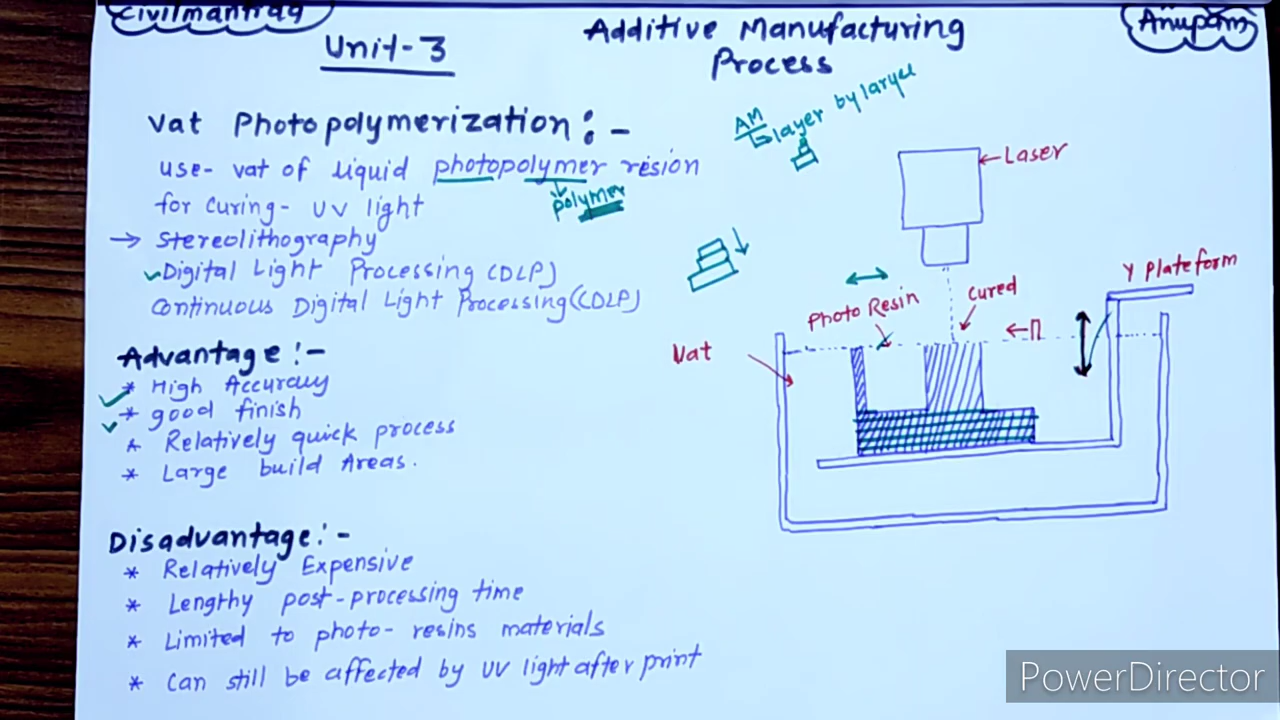 Civilmantraa
Anupam
Additive Manufacturing
Process
Unit-3
AM
layer by laryer
Vat Photopolymerization:-
use- vat of liquid photopolymer resion
polymer
for curing- UV light
→ Stereolithography
Digital Light Processing (DLP)
Continuous Digital Light Processing (CDLP)
Advantage:-
* High Accuracy
* good finish
* Relatively quick process
* Large build Areas.
Disadvantage:-
* Relatively Expensive
* Lengthy post-processing time
* Limited to photo-resins materials
* Can still be affected by UV light after print
Laser
Y plateform
Photo Resin
Cured
Vat
PowerDirector